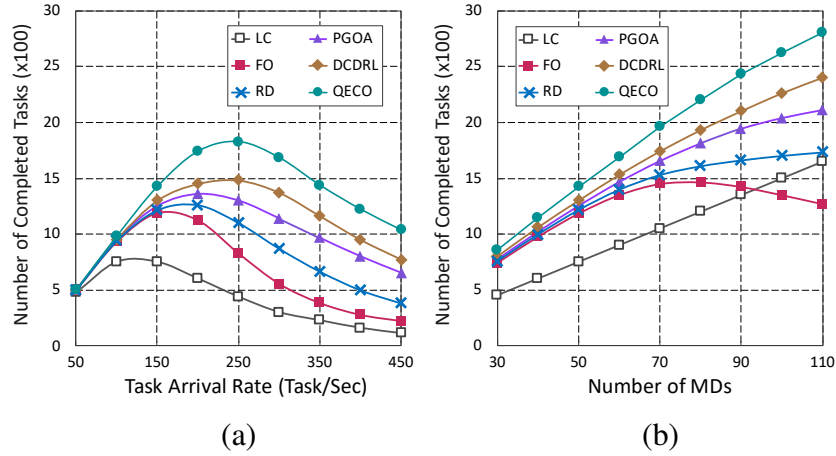 Number of Completed Tasks (x100)
30
25
20
15
10
5
0
LC
PGOA
FO
DCDRL
RD
QECO
50
150
250
350
450
Task Arrival Rate (Task/Sec)
(a)
Number of Completed Tasks (x100)
30
25
20
15
10
5
0
LC
PGOA
FO
DCDRL
RD
QECO
30
50
70
90
110
Number of MDs
(b)